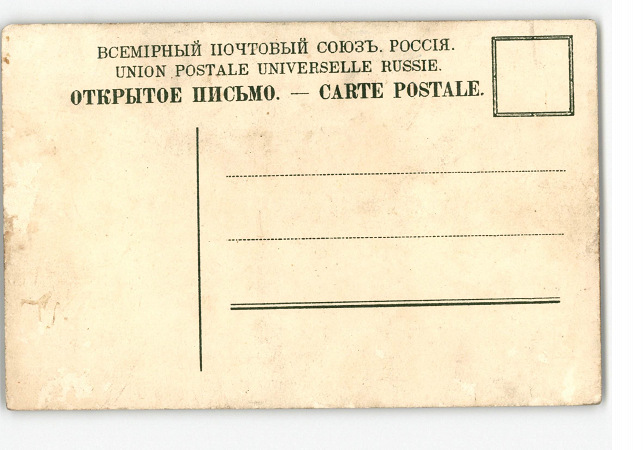 ВСЕМІРНЫЙ ПОЧТОВЫЙ СОЮЗЪ. РОССІЯ.
UNION POSTALE UNIVERSELLE RUSSIE.
ОТКРЫТОЕ ПИСЬМО. — CARTE POSTALE.